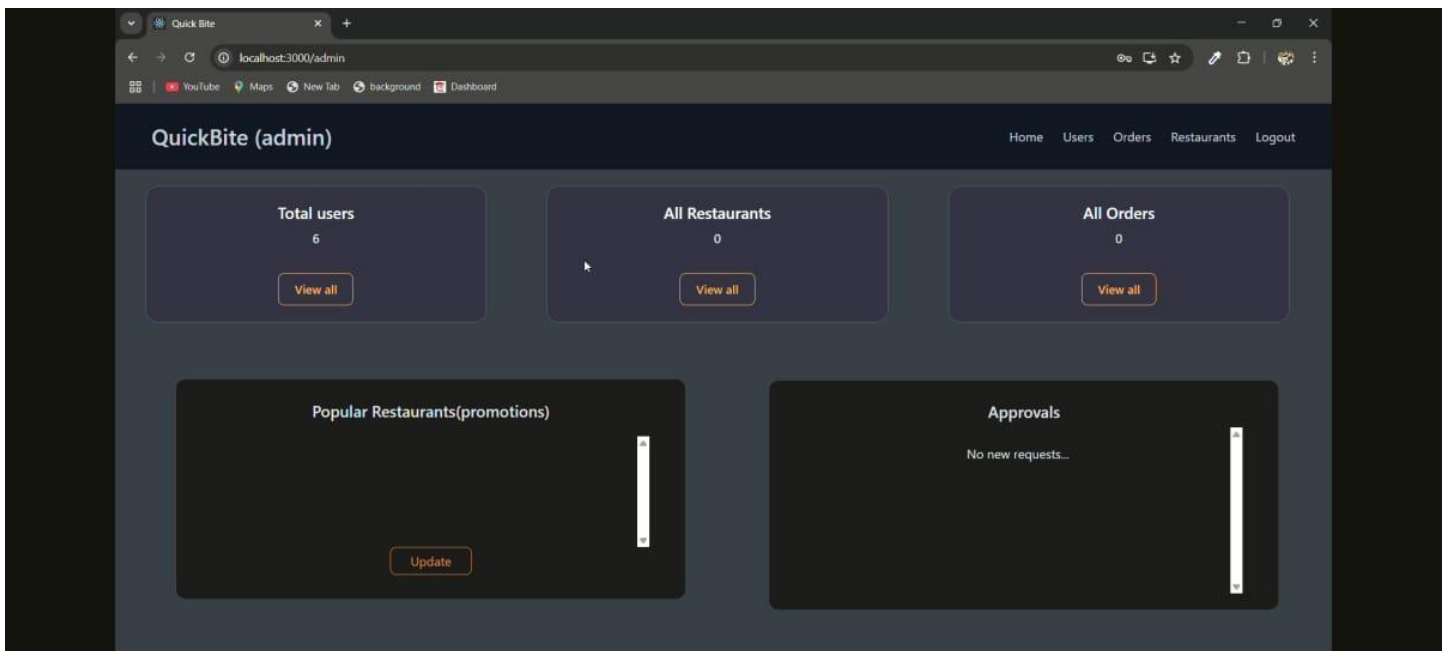 Quick Bite
localhost:3000/admin
YouTube Maps New Tab background Dashboard
QuickBite (admin) Home Users Orders Restaurants Logout
Total users All Restaurants All Orders
6 0 0
View all View all View all
Popular Restaurants(promotions) Approvals
No new requests...
Update